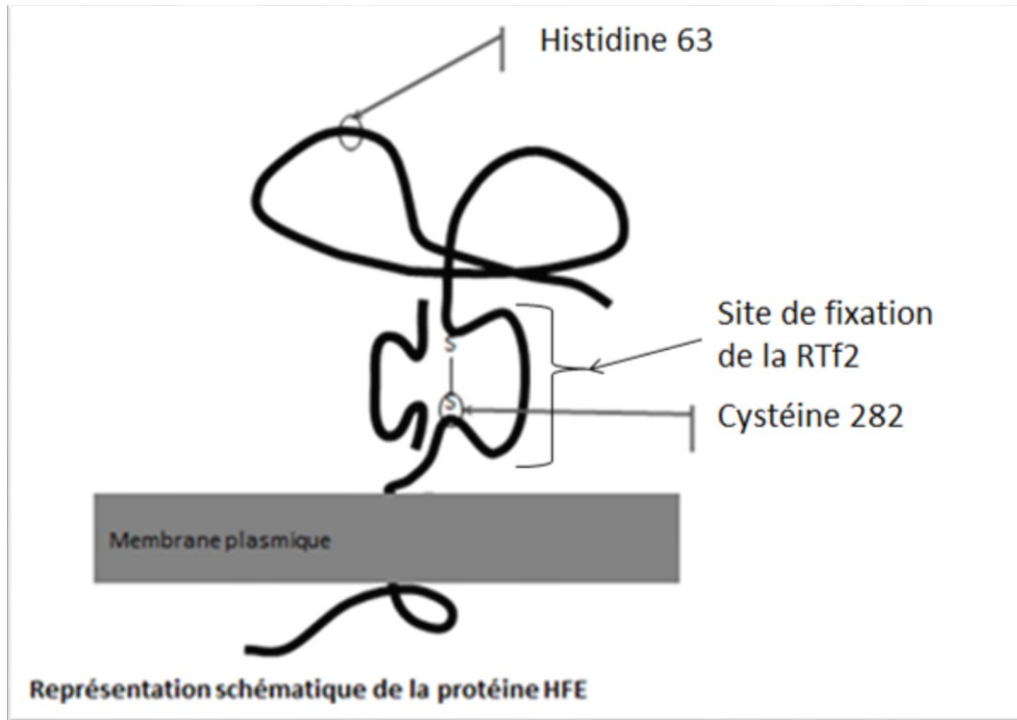 Histidine 63
Site de fixation
de la RTf2
S
S
Cystéine 282
Membrane plasmique
Représentation schématique de la protéine HFE